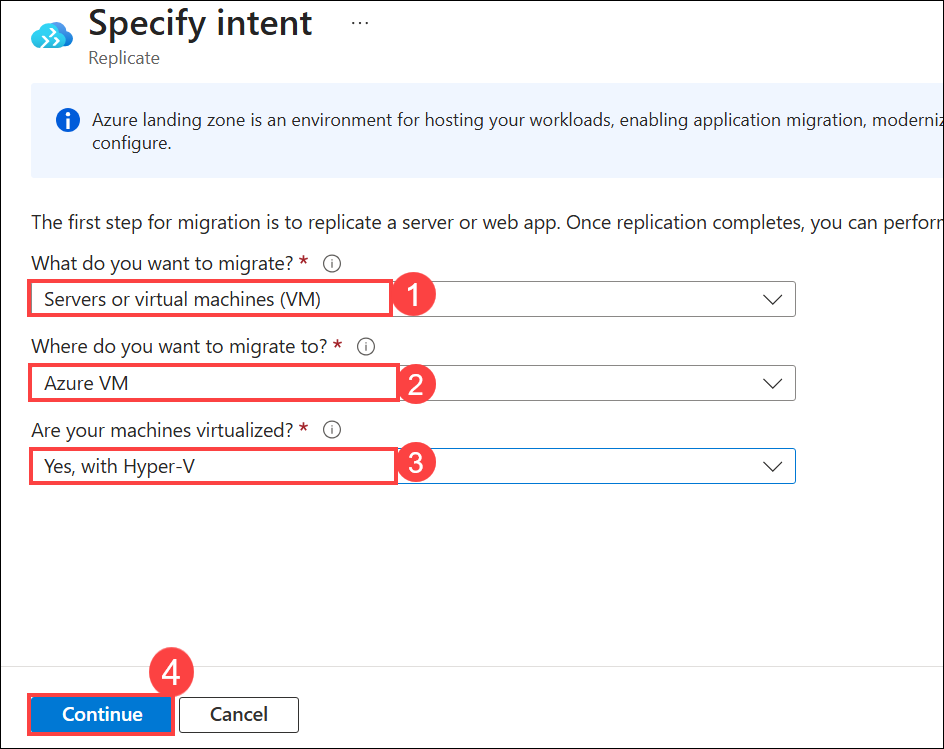 Specify intent ...
Replicate
Azure landing zone is an environment for hosting your workloads, enabling application migration, moderniz
configure.
The first step for migration is to replicate a server or web app. Once replication completes, you can perfor
What do you want to migrate? *
Servers or virtual machines (VM) 1
Where do you want to migrate to? *
Azure VM 2
Are your machines virtualized? *
Yes, with Hyper-V 3
4
Continue Cancel